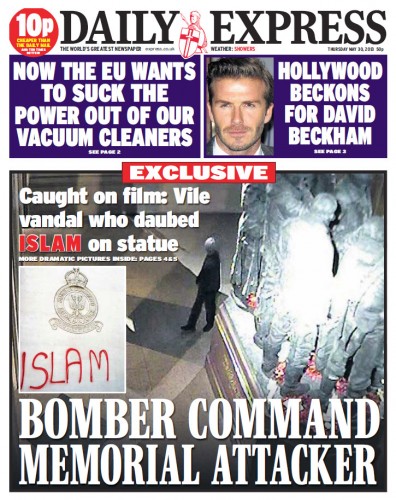 10p
CHEAPER THAN
THE DAILY MAIL
DAILY EXPRESS
THE WORLD'S GREATEST NEWSPAPER
express.co.uk
WEATHER: SHOWERS
THURSDAY MAY 30, 2013
NOW THE EU WANTS
TO SUCK THE
POWER OUT OF OUR
VACUUM CLEANERS
SEE PAGE 2
HOLLYWOOD
BECKONS
FOR DAVID
BECKHAM
SEE PAGE 3
EXCLUSIVE
Caught on film: Vile
vandal who daubed
ISLAM on statue
MORE DRAMATIC PICTURES INSIDE: PAGES 4&5
ISLAM
BOMBER COMMAND
MEMORIAL ATTACKER